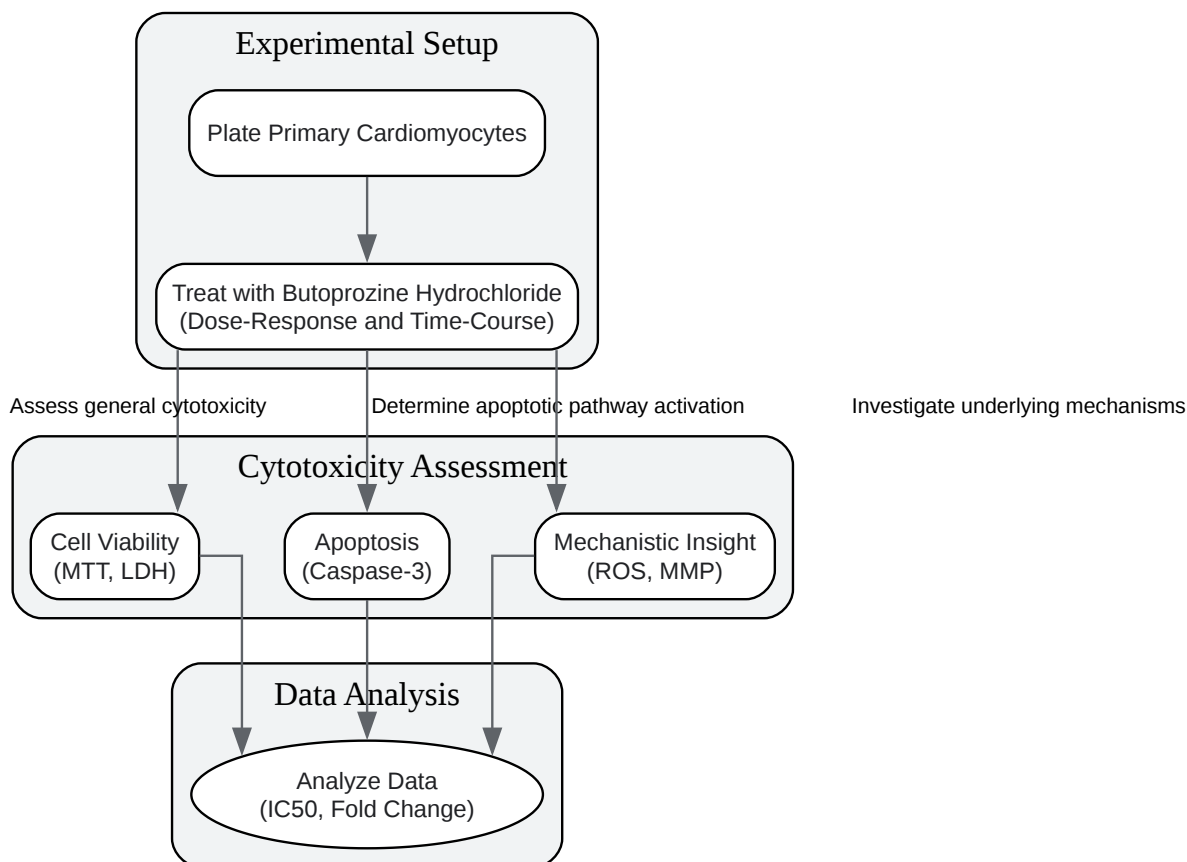 Experimental Setup
Plate Primary Cardiomyocytes
Treat with Butoprozine Hydrochloride
(Dose-Response and Time-Course)
Assess general cytotoxicity
Determine apoptotic pathway activation
Investigate underlying mechanisms
Cytotoxicity Assessment
Cell Viability
(MTT, LDH)
Apoptosis
(Caspase-3)
Mechanistic Insight
(ROS, MMP)
Data Analysis
Analyze Data
(IC50, Fold Change)